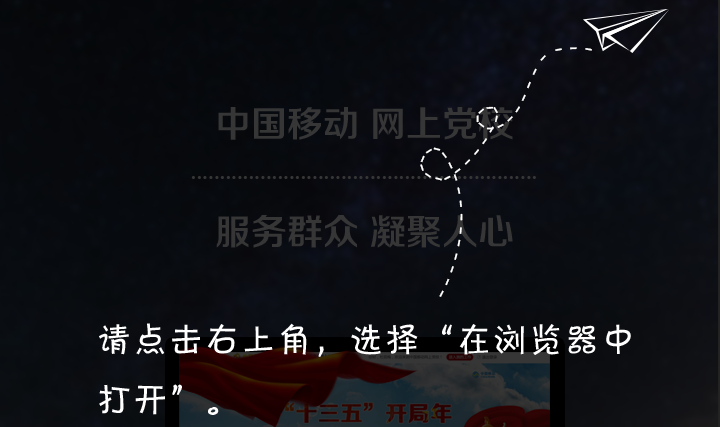 中国移动 网上党校
服务群众 凝聚人心
请点击右上角，选择“在浏览器中
打开”。
“十三五”开局年